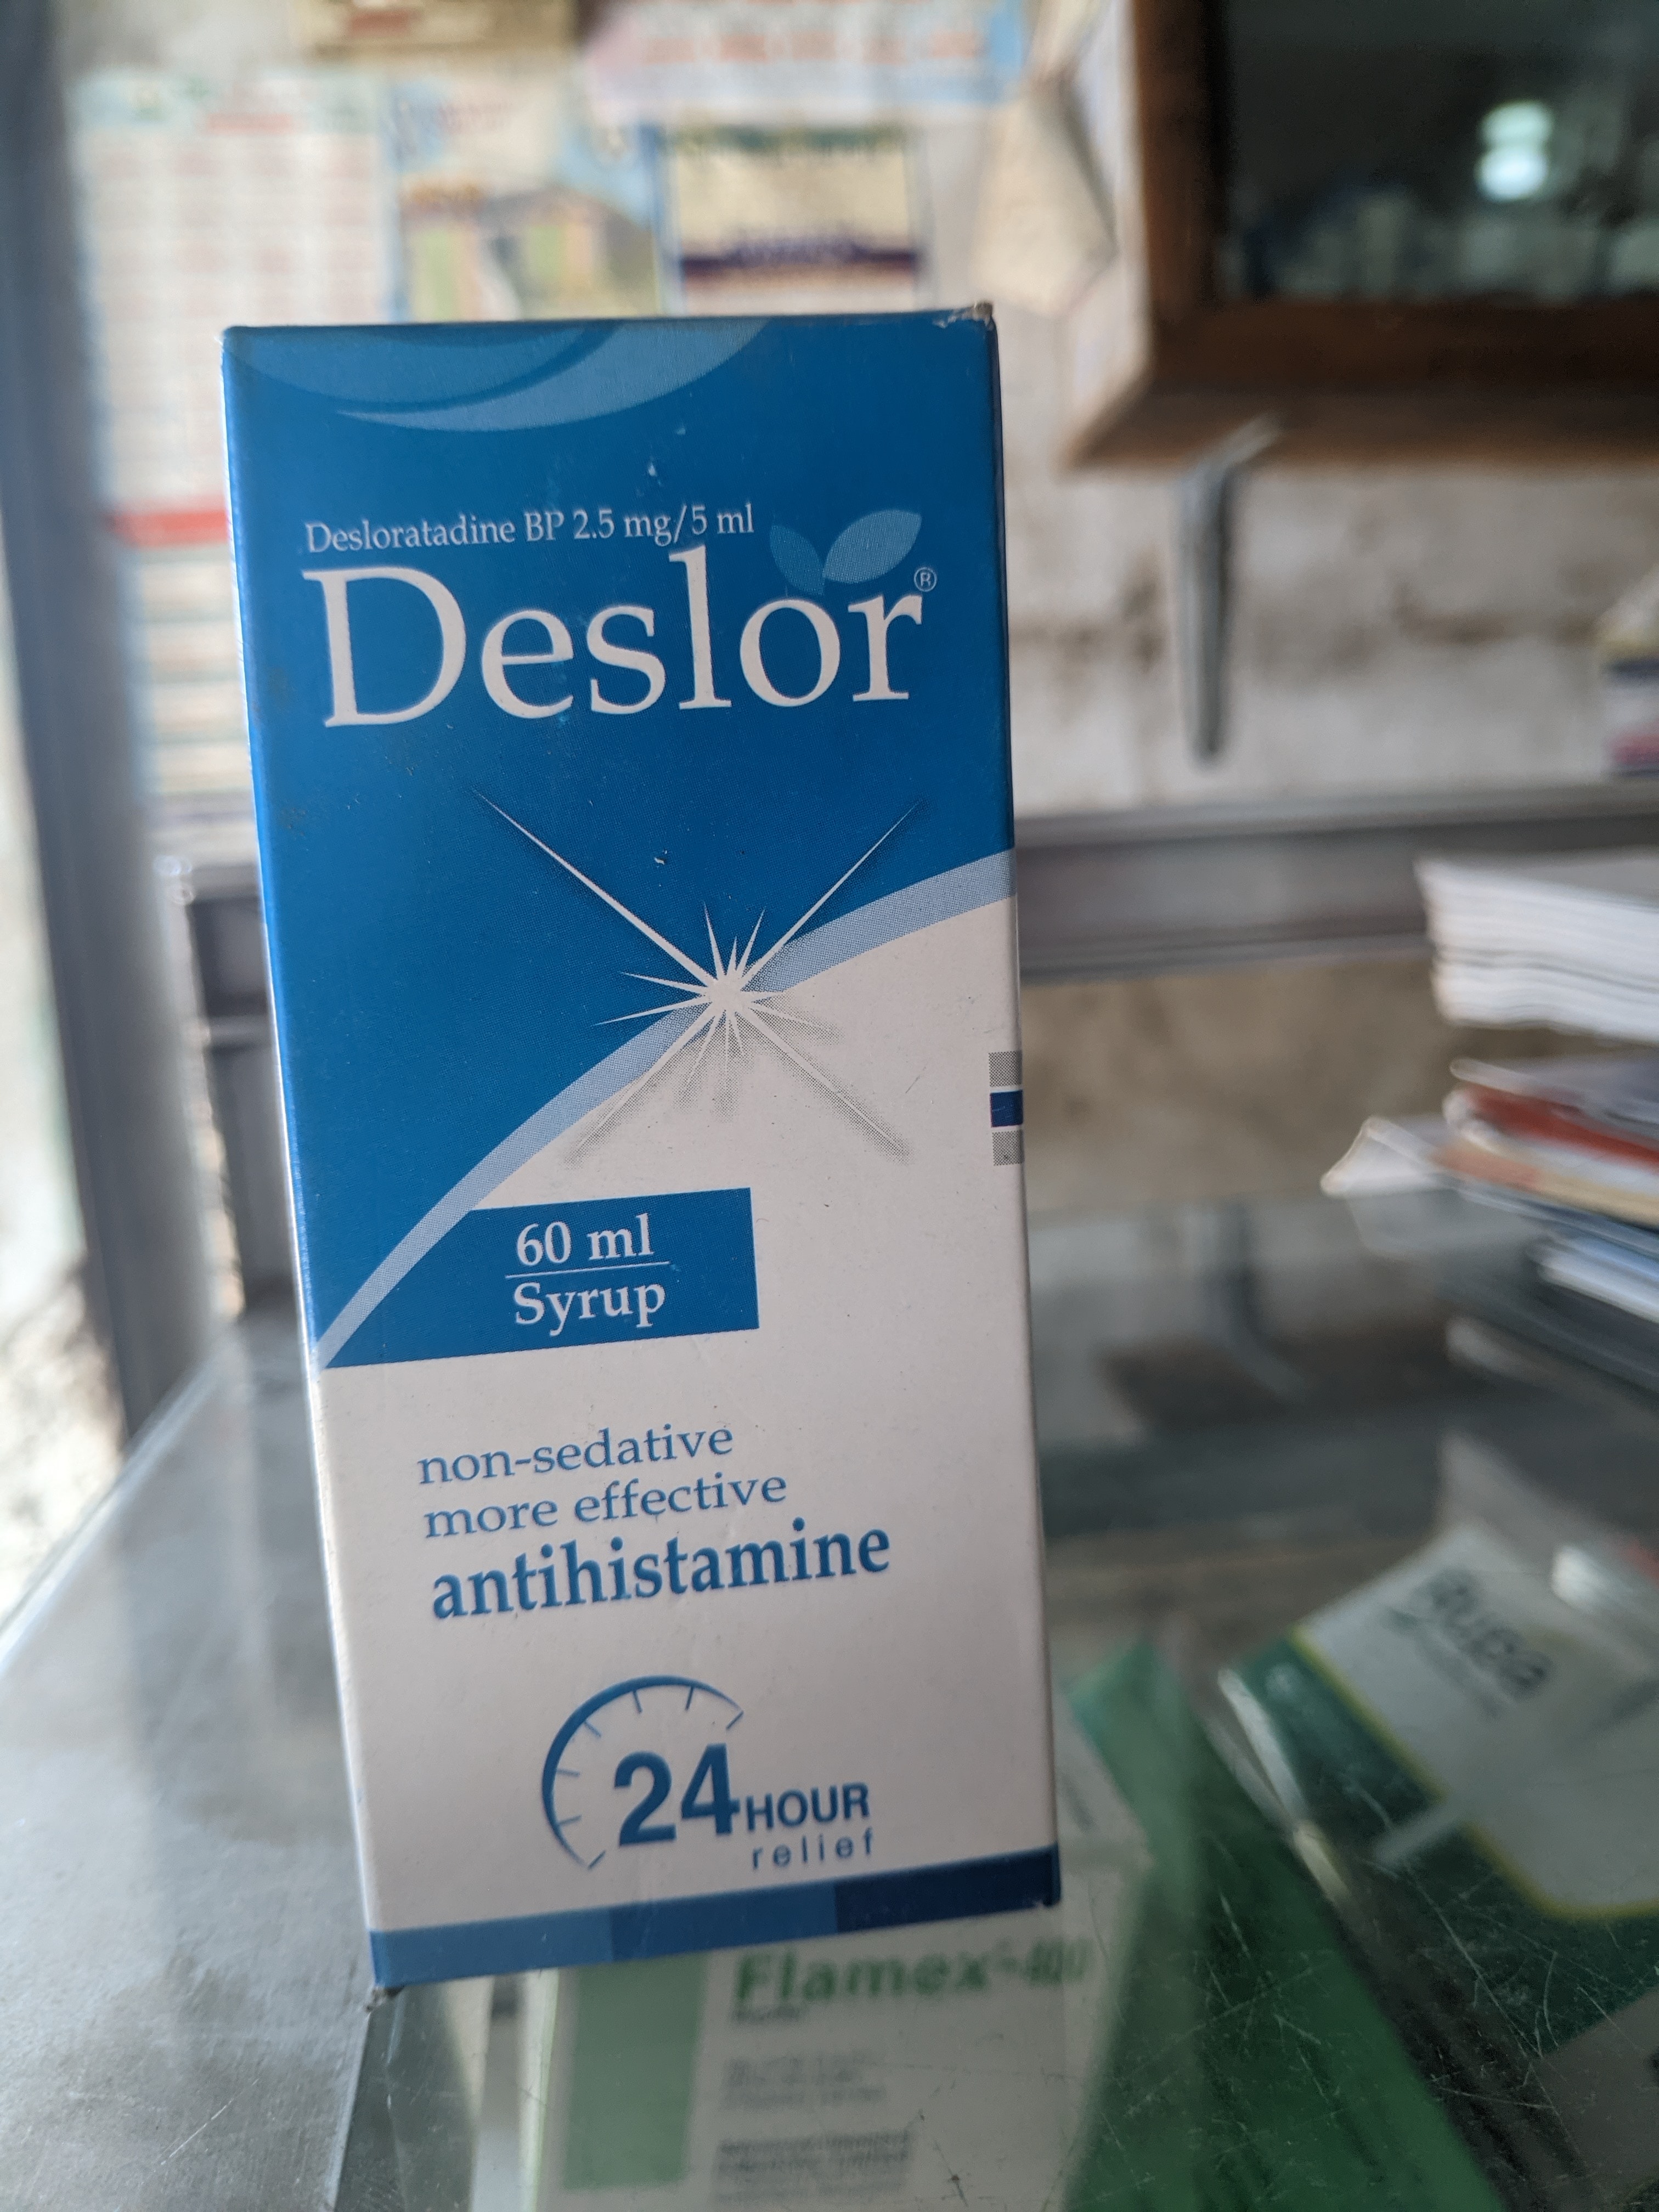 Desloratadine BP 2.5 mg/5 ml
Deslor®
60 ml
Syrup
non-sedative
more effective
antihistamine
24 HOUR
relief
Flamex-400